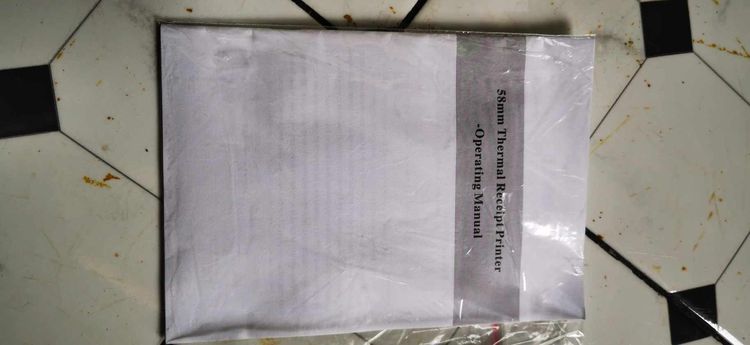 58mm Thermal Receipt Printer
-Operating Manual